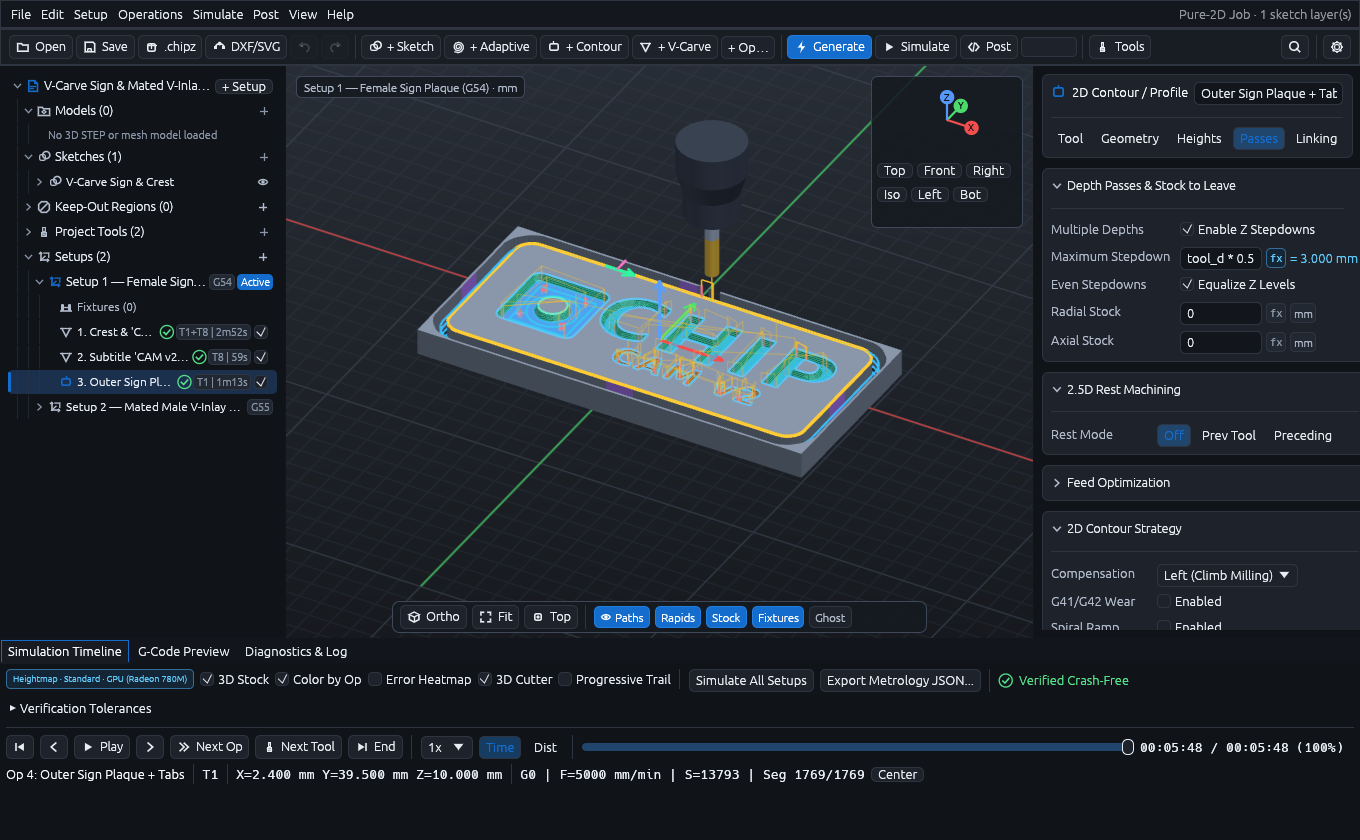 File Edit Setup Operations Simulate Post View Help
Pure-2D Job · 1 sketch layer(s)
Open Save .chipz DXF/SVG + Sketch + Adaptive + Contour + V-Carve + Op... Generate Simulate Post Tools
V-Carve Sign & Mated V-Inla... + Setup
Models (0) +
No 3D STEP or mesh model loaded
Sketches (1) +
V-Carve Sign & Crest
Keep-Out Regions (0) +
Project Tools (2) +
Setups (2) +
Setup 1 — Female Sign... G54 Active
Fixtures (0)
1. Crest & 'C... T1+T8 | 2m52s
2. Subtitle 'CAM v2... T8 | 59s
3. Outer Sign Pl... T1 | 1m13s
Setup 2 — Mated Male V-Inlay ... G55
Setup 1 — Female Sign Plaque (G54) · mm
Z
Y
X
Top Front Right
Iso Left Bot
CHIP
Ortho Fit Top Paths Rapids Stock Fixtures Ghost
2D Contour / Profile Outer Sign Plaque + Tab
Tool Geometry Heights Passes Linking
Depth Passes & Stock to Leave
Multiple Depths Enable Z Stepdowns
Maximum Stepdown tool_d * 0.5 fx = 3.000 mm
Even Stepdowns Equalize Z Levels
Radial Stock 0 fx mm
Axial Stock 0 fx mm
2.5D Rest Machining
Rest Mode Off Prev Tool Preceding
Feed Optimization
2D Contour Strategy
Compensation Left (Climb Milling)
G41/G42 Wear Enabled
Spiral Ramp Enabled
Simulation Timeline G-Code Preview Diagnostics & Log
Heightmap · Standard · GPU (Radeon 780M) 3D Stock Color by Op Error Heatmap 3D Cutter Progressive Trail Simulate All Setups Export Metrology JSON... Verified Crash-Free
Verification Tolerances
Play Next Op Next Tool End 1x Time Dist 00:05:48 / 00:05:48 (100%)
Op 4: Outer Sign Plaque + Tabs T1 X=2.400 mm Y=39.500 mm Z=10.000 mm G0 | F=5000 mm/min | S=13793 | Seg 1769/1769 Center